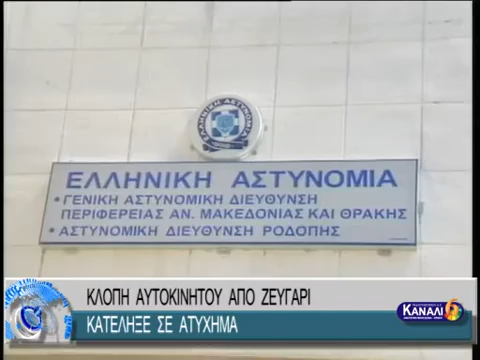 ΕΛΛΗΝΙΚΗ ΑΣΤΥΝΟΜΙΑ
ΕΛΛΗΝΙΚΗ ΑΣΤΥΝΟΜΙΑ
• ΓΕΝΙΚΗ ΑΣΤΥΝΟΜΙΚΗ ΔΙΕΥΘΥΝΣΗ
ΠΕΡΙΦΕΡΕΙΑΣ ΑΝ. ΜΑΚΕΔΟΝΙΑΣ ΚΑΙ ΘΡΑΚΗΣ
• ΑΣΤΥΝΟΜΙΚΗ ΔΙΕΥΘΥΝΣΗ ΡΟΔΟΠΗΣ
ΚΛΟΠΗ ΑΥΤΟΚΙΝΗΤΟΥ ΑΠΟ ΖΕΥΓΑΡΙ
ΚΑΤΕΛΗΞΕ ΣΕ ΑΤΥΧΗΜΑ
ΚΑΝΑΛΙ 6